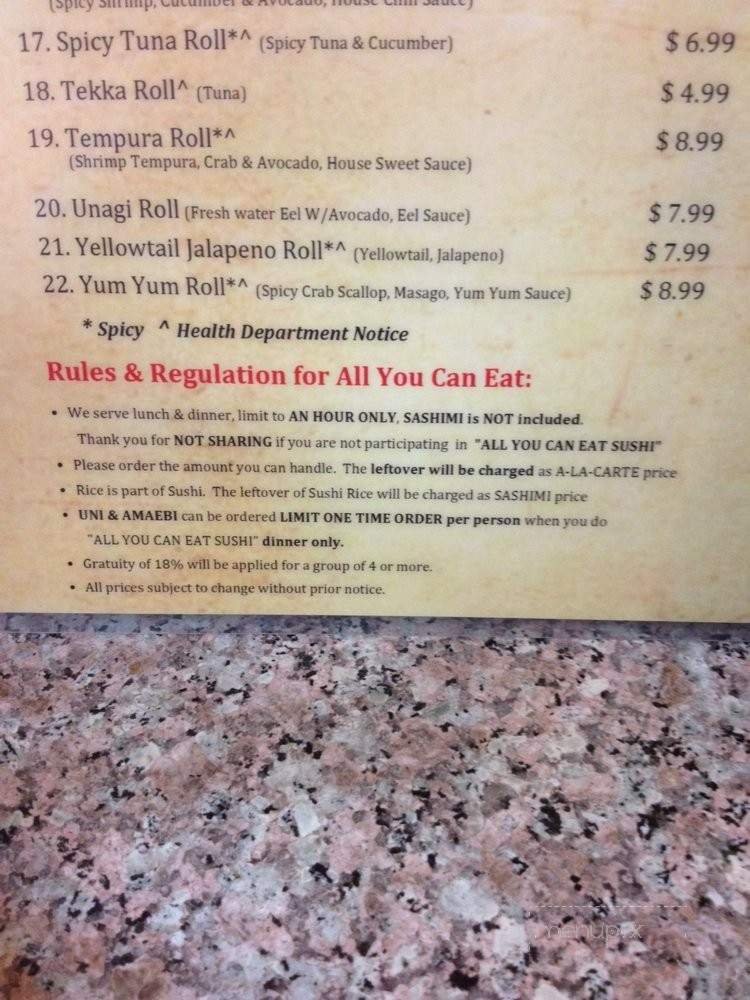 (Spicy Shrimp, Cucumber & Avocado, House Chili Sauce)
17. Spicy Tuna Roll*^ (Spicy Tuna & Cucumber) $ 6.99
18. Tekka Roll^ (Tuna) $ 4.99
19. Tempura Roll*^ $ 8.99
(Shrimp Tempura, Crab & Avocado, House Sweet Sauce)
20. Unagi Roll (Fresh water Eel W/Avocado, Eel Sauce) $ 7.99
21. Yellowtail Jalapeno Roll*^ (Yellowtail, Jalapeno) $ 7.99
22. Yum Yum Roll*^ (Spicy Crab Scallop, Masago, Yum Yum Sauce) $ 8.99
* Spicy ^ Health Department Notice
Rules & Regulation for All You Can Eat:
• We serve lunch & dinner, limit to AN HOUR ONLY, SASHIMI is NOT included.
Thank you for NOT SHARING if you are not participating in "ALL YOU CAN EAT SUSHI"
• Please order the amount you can handle. The leftover will be charged as A-LA-CARTE price
• Rice is part of Sushi. The leftover of Sushi Rice will be charged as SASHIMI price
• UNI & AMAEBI can be ordered LIMIT ONE TIME ORDER per person when you do
"ALL YOU CAN EAT SUSHI" dinner only.
• Gratuity of 18% will be applied for a group of 4 or more.
• All prices subject to change without prior notice.
menupix